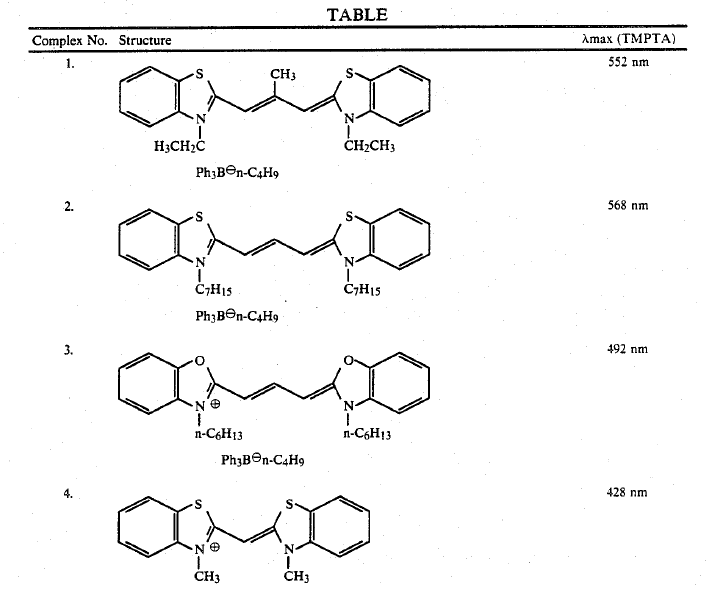 TABLE
Complex No. Structure λmax (TMPTA)
1. 552 nm
S CH3 S
N N
H3CH2C CH2CH3
Ph3B⊖n-C4H9
2. 568 nm
S S
N N
C7H15 C7H15
Ph3B⊖n-C4H9
3. 492 nm
O O
N ⊕ N
n-C6H13 n-C6H13
Ph3B⊖n-C4H9
4. 428 nm
S S
N ⊕ N
CH3 CH3